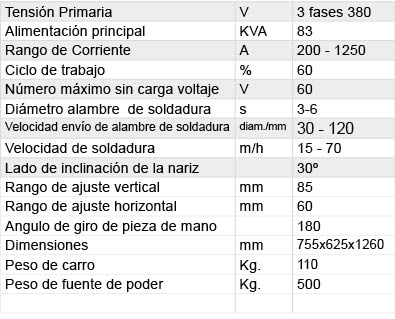 Tensión Primaria V 3 fases 380
Alimentación principal KVA 83
Rango de Corriente A 200 - 1250
Ciclo de trabajo % 60
Número máximo sin carga voltaje V 60
Diámetro alambre de soldadura s 3-6
Velocidad envío de alambre de soldadura diam./mm 30 - 120
Velocidad de soldadura m/h 15 - 70
Lado de inclinación de la nariz 30º
Rango de ajuste vertical mm 85
Rango de ajuste horizontal mm 60
Angulo de giro de pieza de mano 180
Dimensiones mm 755x625x1260
Peso de carro Kg. 110
Peso de fuente de poder Kg. 500